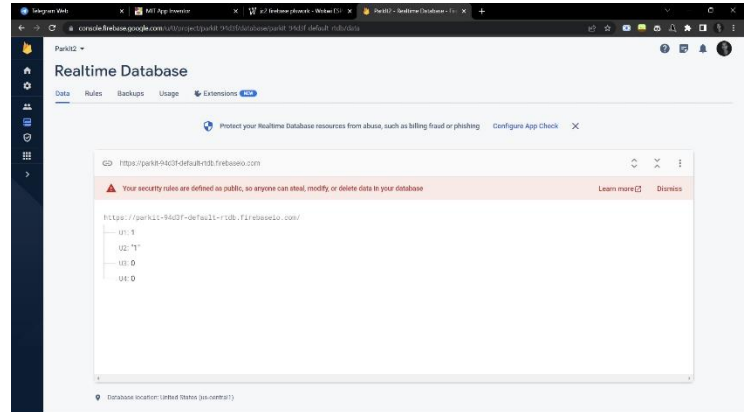 Telegram Web
MIT App Inventor
Parkit2 - Realtime Database - Fi
console.firebase.google.com
Parkit2
Realtime Database
Data Rules Backups Usage Extensions NEW
Protect your Realtime Database resources from abuse, such as billing fraud or phishing Configure App Check
https://parkit-94d3f-default-rtdb.firebaseio.com
Your security rules are defined as public, so anyone can steal, modify, or delete data in your database Learn more Dismiss
https://parkit-94d3f-default-rtdb.firebaseio.com/
U1: 1
U2: "1"
U3: 0
U4: 0
Database location: United States (us-central1)